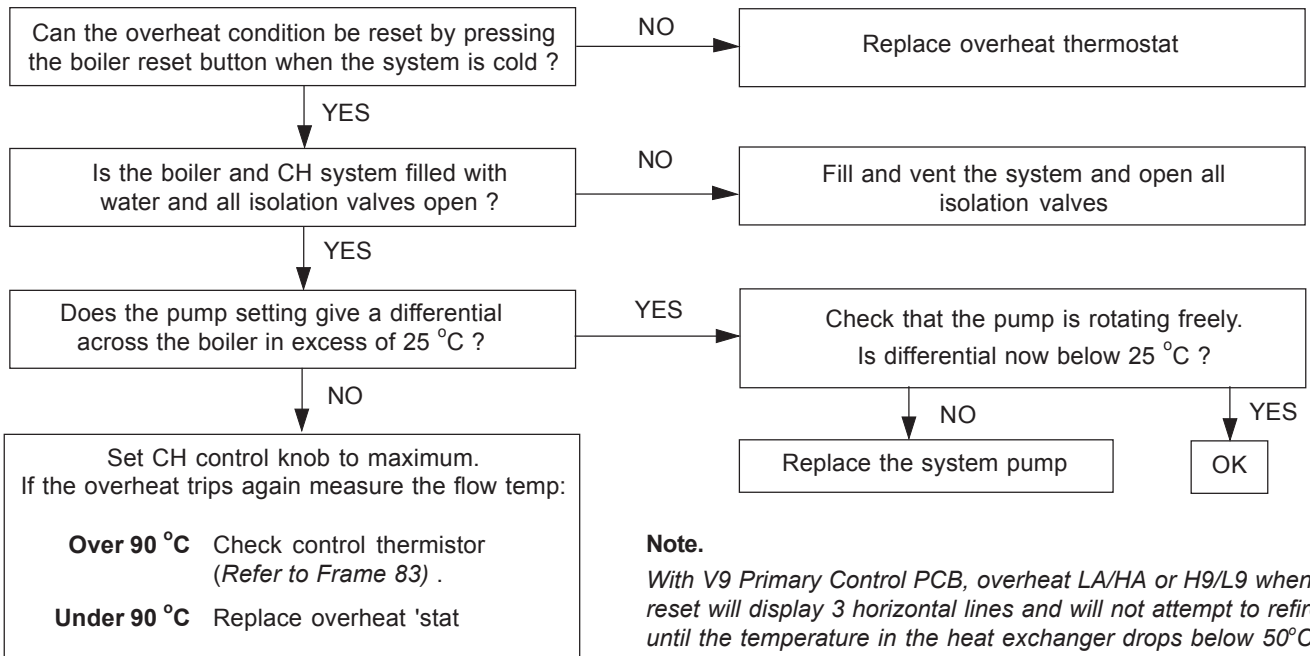 Can the overheat condition be reset by pressing
the boiler reset button when the system is cold ?
NO
Replace overheat thermostat
YES
Is the boiler and CH system filled with
water and all isolation valves open ?
NO
Fill and vent the system and open all
isolation valves
YES
Does the pump setting give a differential
across the boiler in excess of 25 °C ?
YES
Check that the pump is rotating freely.
Is differential now below 25 °C ?
NO
YES
Replace the system pump
OK
NO
Set CH control knob to maximum.
If the overheat trips again measure the flow temp:
Over 90 °C Check control thermistor
(Refer to Frame 83) .
Under 90 °C Replace overheat 'stat
Note.
With V9 Primary Control PCB, overheat LA/HA or H9/L9 when
reset will display 3 horizontal lines and will not attempt to refire
until the temperature in the heat exchanger drops below 50°C